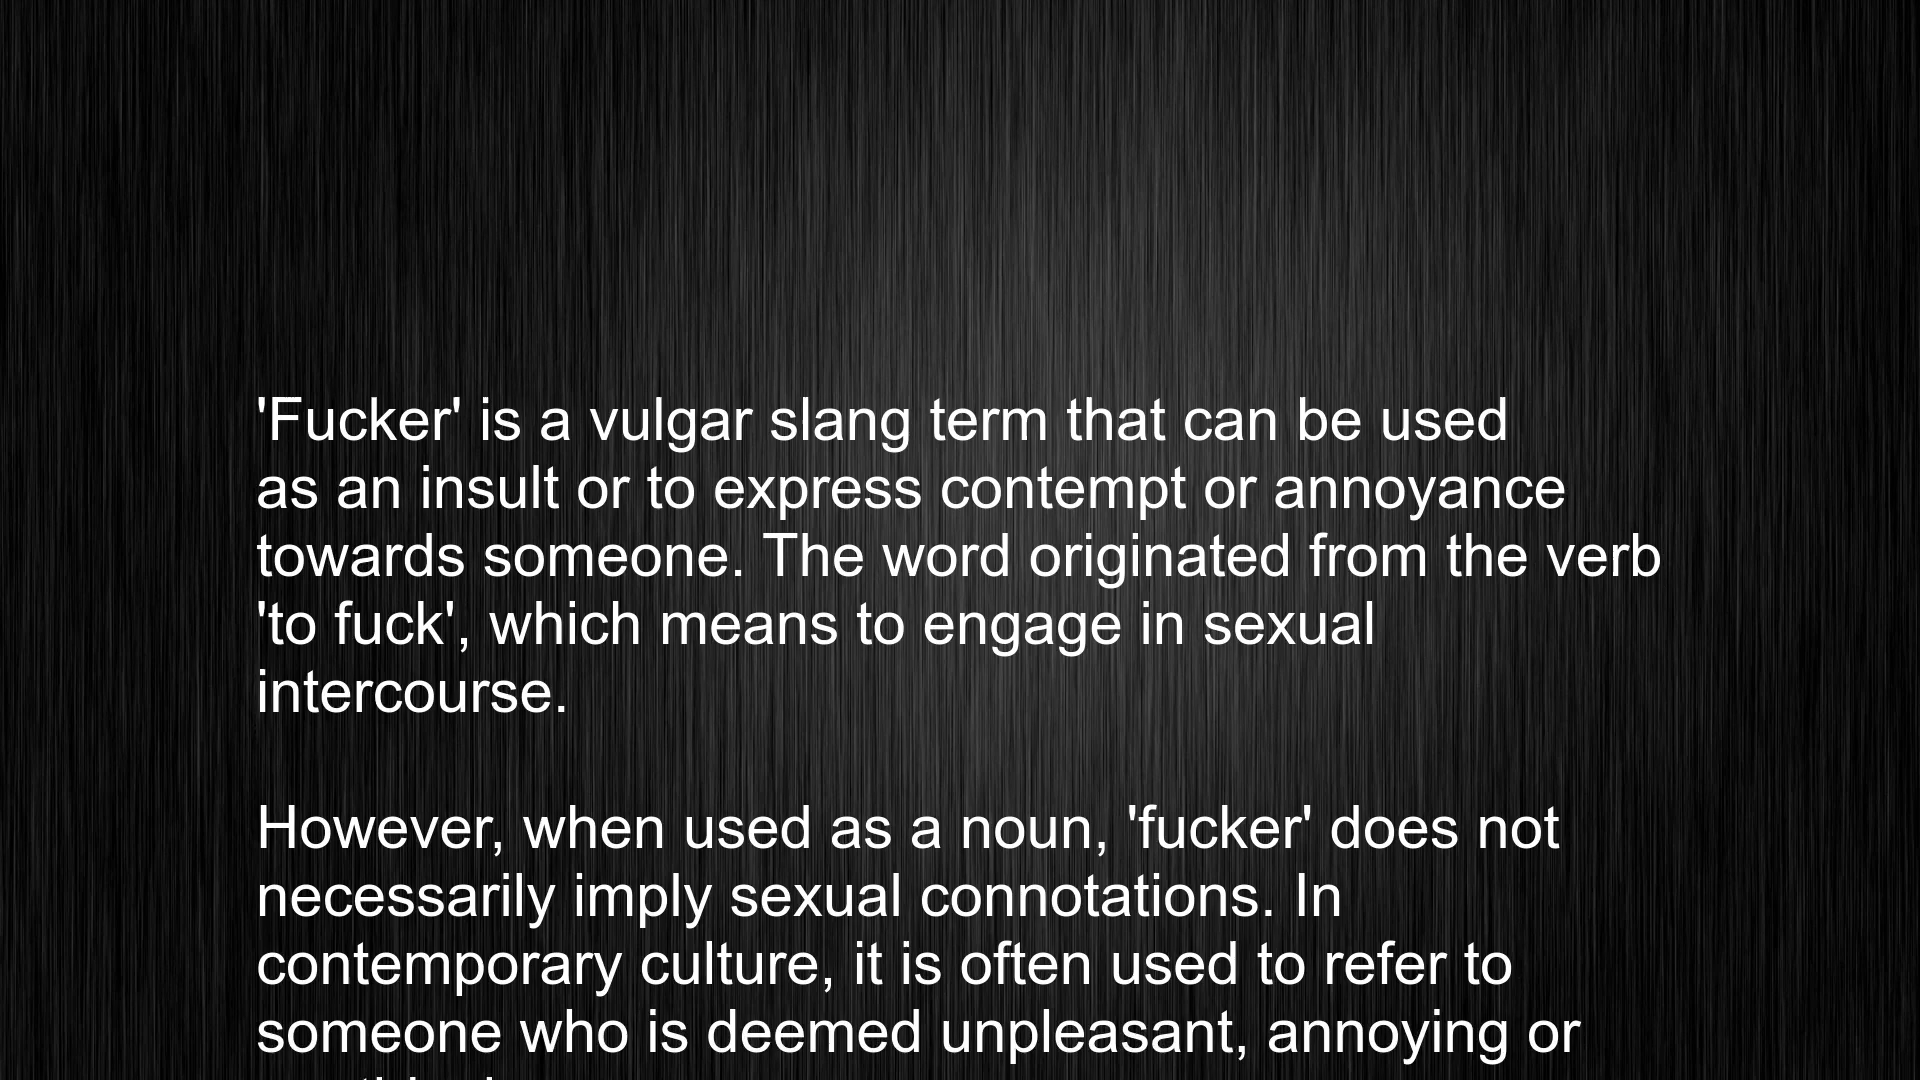 'Fucker' is a vulgar slang term that can be used
as an insult or to express contempt or annoyance
towards someone. The word originated from the verb
'to fuck', which means to engage in sexual
intercourse.
However, when used as a noun, 'fucker' does not
necessarily imply sexual connotations. In
contemporary culture, it is often used to refer to
someone who is deemed unpleasant, annoying or